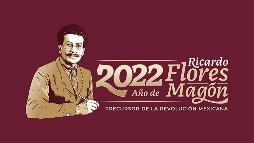 2022 Ricardo
Año de Flores
Magón
PRECURSOR DE LA REVOLUCIÓN MEXICANA